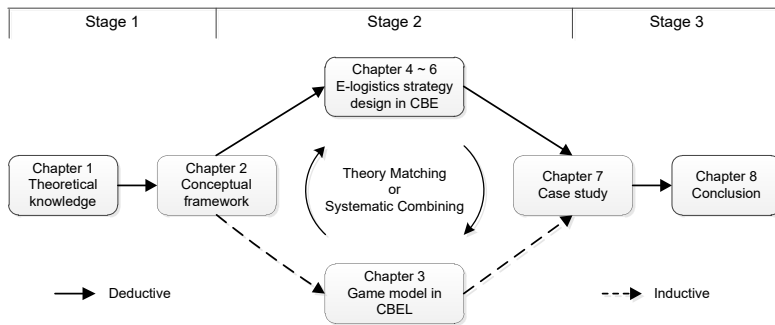 Stage 1
Stage 2
Stage 3
Chapter 4 ~ 6
E-logistics strategy
design in CBE
Chapter 1
Theoretical
knowledge
Chapter 2
Conceptual
framework
Theory Matching
or
Systematic Combining
Chapter 7
Case study
Chapter 8
Conclusion
Chapter 3
Game model in
CBEL
Deductive
Inductive